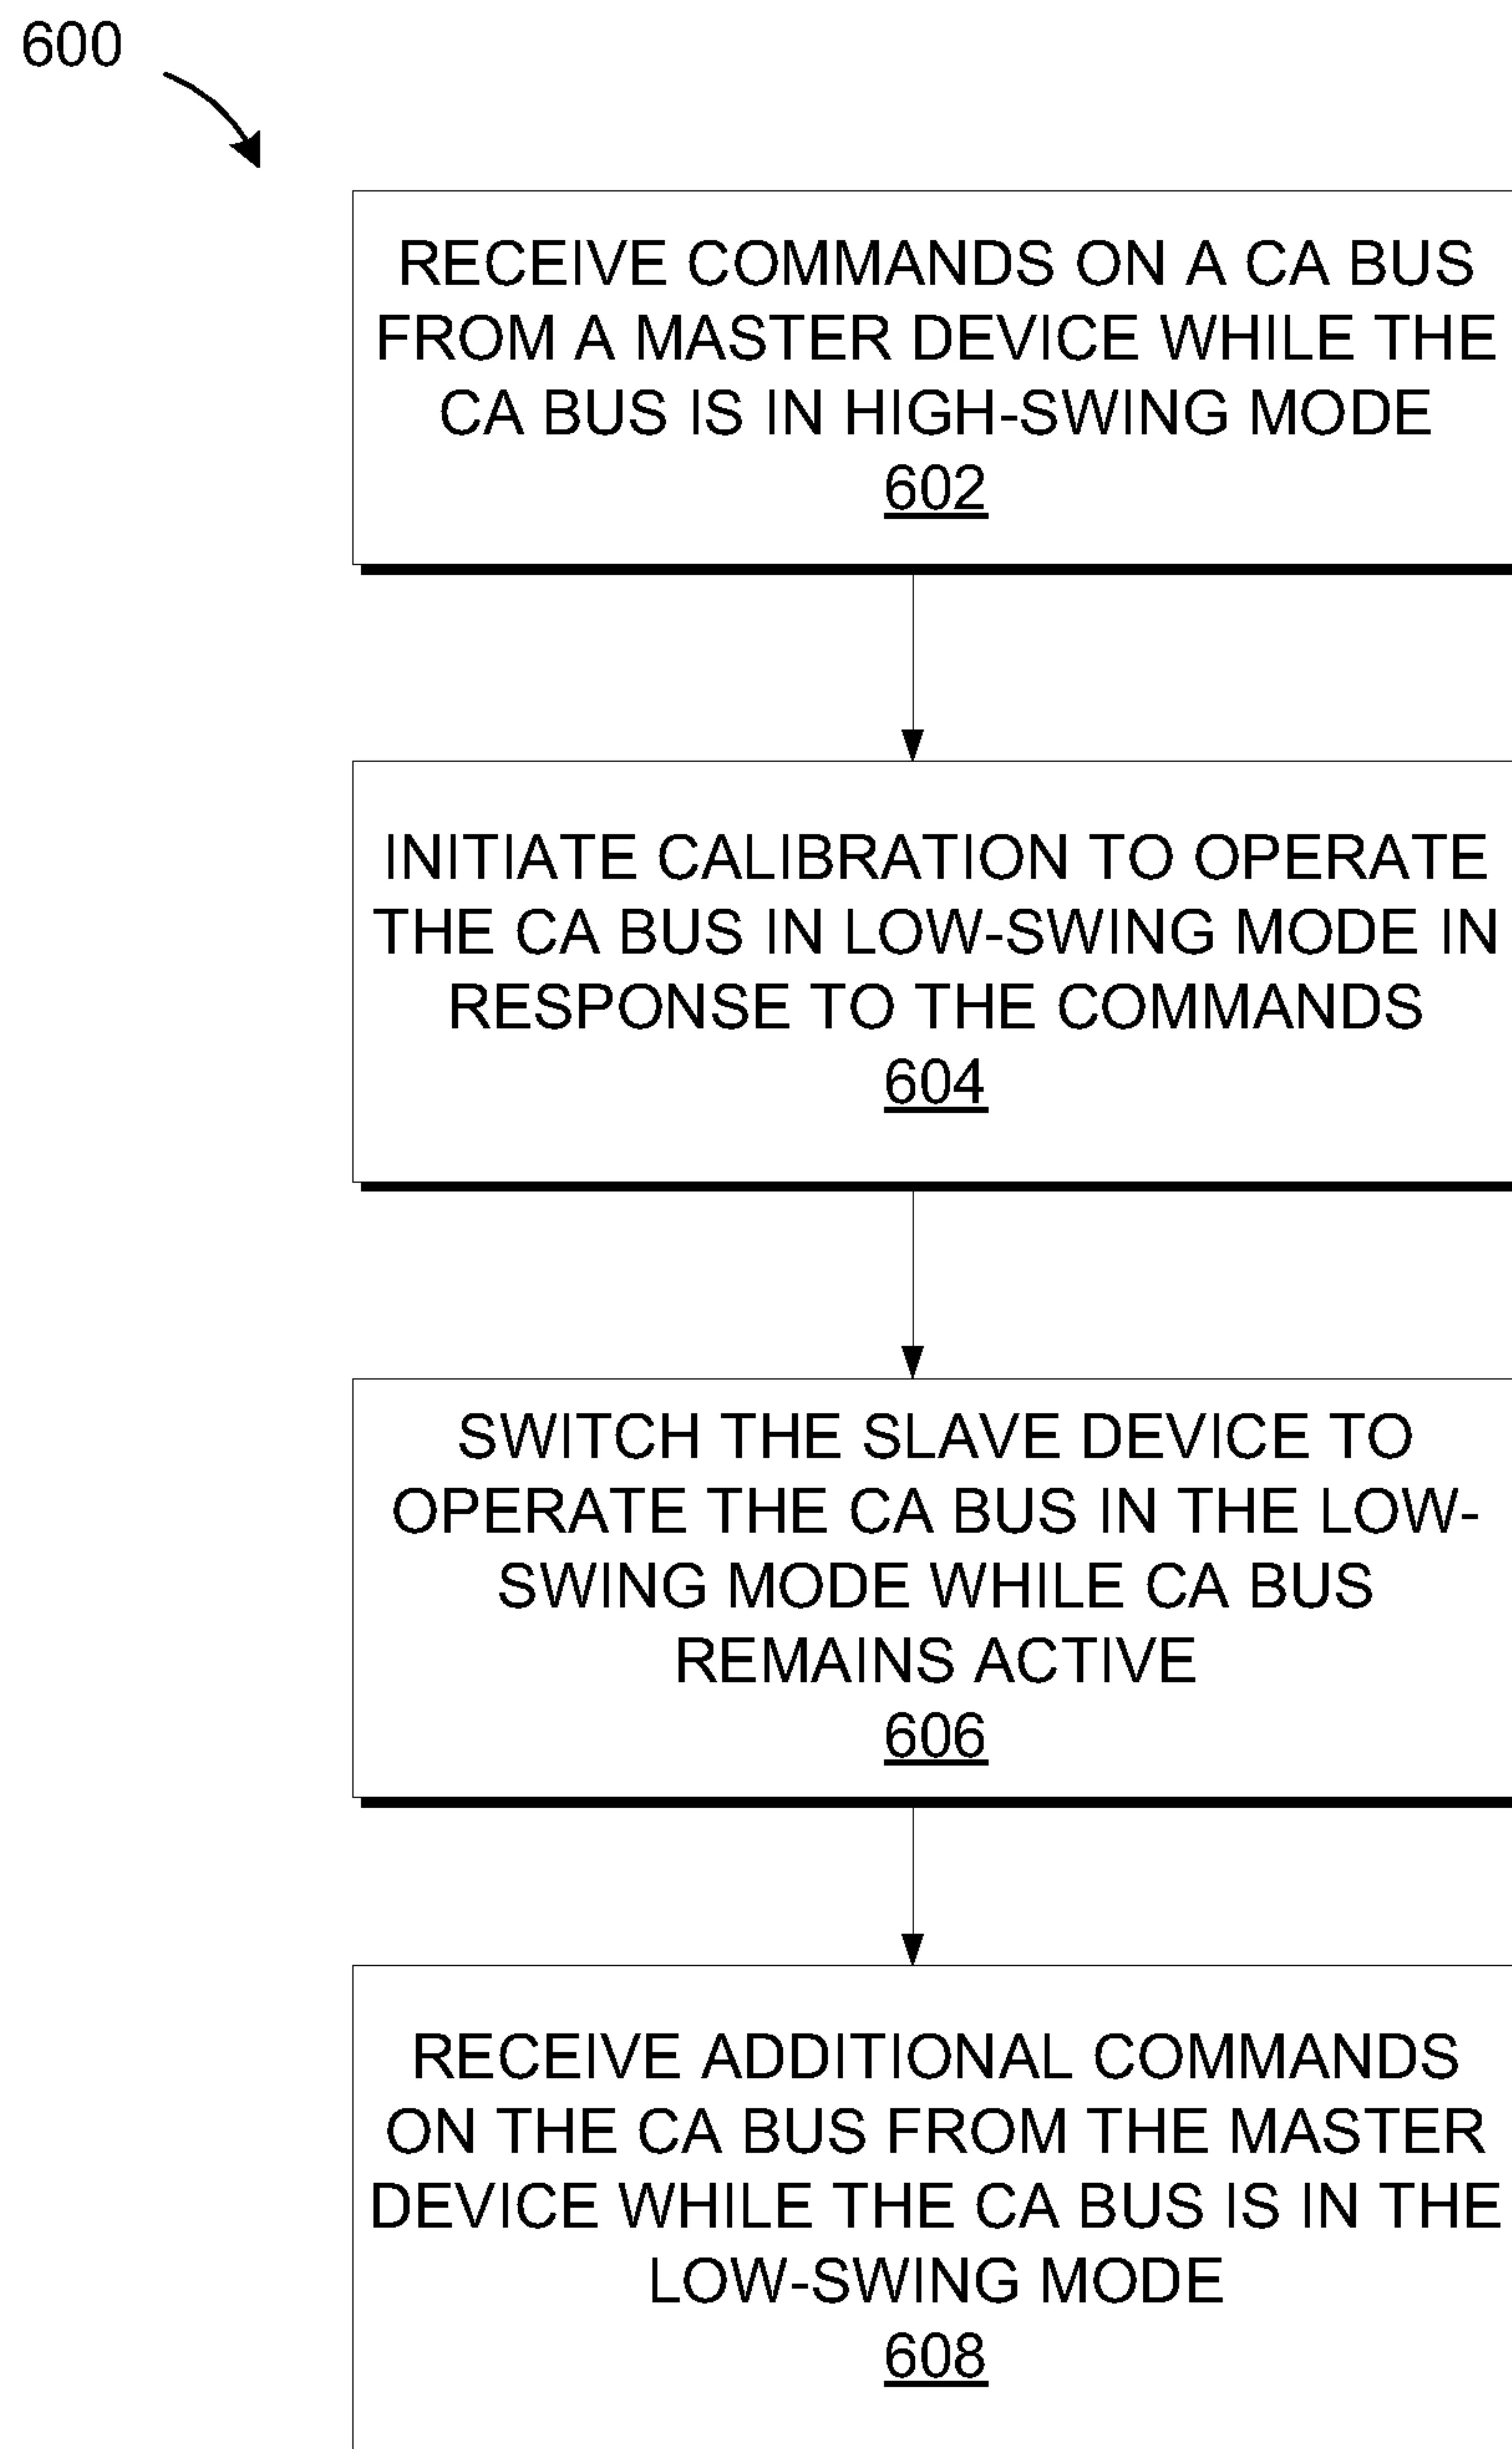 600
RECEIVE COMMANDS ON A CA BUS
FROM A MASTER DEVICE WHILE THE
CA BUS IS IN HIGH-SWING MODE
602
INITIATE CALIBRATION TO OPERATE
THE CA BUS IN LOW-SWING MODE IN
RESPONSE TO THE COMMANDS
604
SWITCH THE SLAVE DEVICE TO
OPERATE THE CA BUS IN THE LOW-
SWING MODE WHILE CA BUS
REMAINS ACTIVE
606
RECEIVE ADDITIONAL COMMANDS
ON THE CA BUS FROM THE MASTER
DEVICE WHILE THE CA BUS IS IN THE
LOW-SWING MODE
608